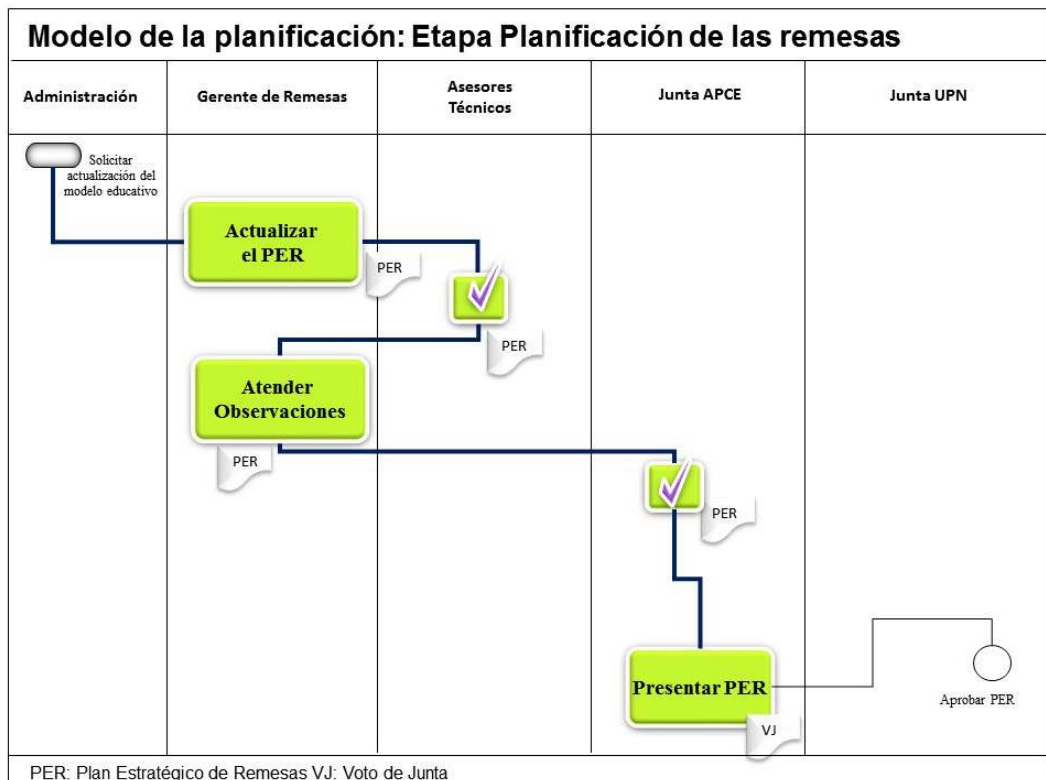 Modelo de la planificación: Etapa Planificación de las remesas
Administración
Gerente de Remesas
Asesores
Técnicos
Junta APCE
Junta UPN
Solicitar
actualización del
modelo educativo
Actualizar
el PER
PER
PER
Atender
Observaciones
PER
PER
Presentar PER
VJ
Aprobar PER
PER: Plan Estratégico de Remesas VJ: Voto de Junta